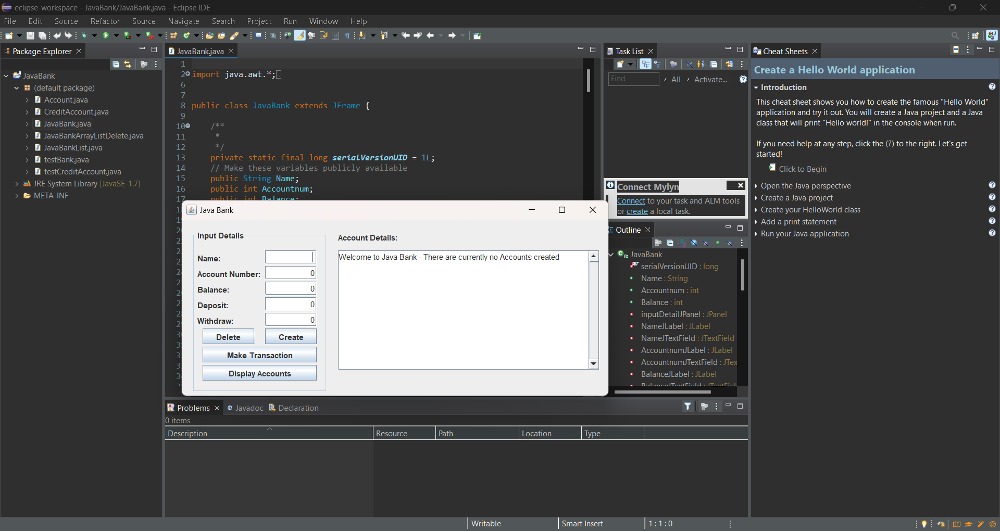 eclipse-workspace - JavaBank/JavaBank.java - Eclipse IDE
File Edit Source Refactor Source Navigate Search Project Run Window Help
Package Explorer
JavaBank
(default package)
Account.java
CreditAccount.java
JavaBank.java
JavaBankArrayListDelete.java
JavaBankList.java
testBank.java
testCreditAccount.java
JRE System Library [JavaSE-1.7]
META-INF
JavaBank.java
1
2 import java.awt.*;
6
7
8 public class JavaBank extends JFrame {
9
10 /**
11 *
12 */
13 private static final long serialVersionUID = 1L;
14 // Make these variables publicly available
15 public String Name;
16 public int Accountnum;
17 public int Balance;
Java Bank
Input Details
Name:
Account Number: 0
Balance: 0
Deposit: 0
Withdraw: 0
Delete Create
Make Transaction
Display Accounts
Account Details:
Welcome to Java Bank - There are currently no Accounts created
Task List
Find All Activate...
Connect Mylyn
Connect to your task and ALM tools
or create a local task.
Outline
JavaBank
serialVersionUID : long
Name : String
Accountnum : int
Balance : int
inputDetailJPanel : JPanel
NameJLabel : JLabel
NameJTextField : JTextField
AccountnumJLabel : JLabel
AccountnumJTextField : JTex
BalanceJLabel : JLabel
BalanceJTextField : JTextField
Cheat Sheets
Create a Hello World application
Introduction
This cheat sheet shows you how to create the famous "Hello World"
application and try it out. You will create a Java project and a Java
class that will print "Hello world!" in the console when run.
If you need help at any step, click the (?) to the right. Let's get
started!
Click to Begin
Open the Java perspective
Create a Java project
Create your HelloWorld class
Add a print statement
Run your Java application
Problems Javadoc Declaration
0 items
Description Resource Path Location Type
Writable Smart Insert 1 : 1 : 0